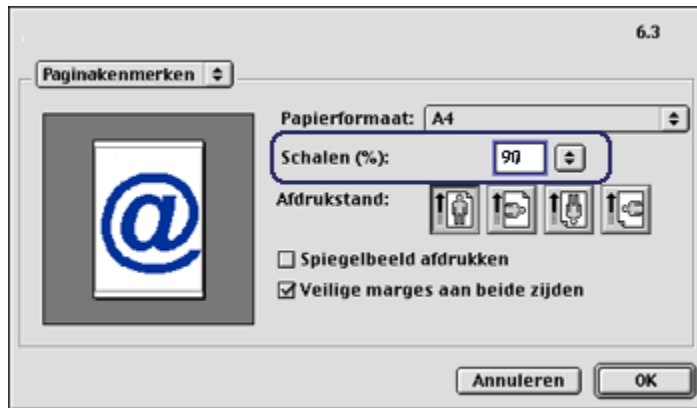 6.3
Paginakenmerken
Papierformaat: A4
Schalen (%): 90
Afdrukstand:
Spiegelbeeld afdrukken
Veilige marges aan beide zijden
Annuleren OK
@